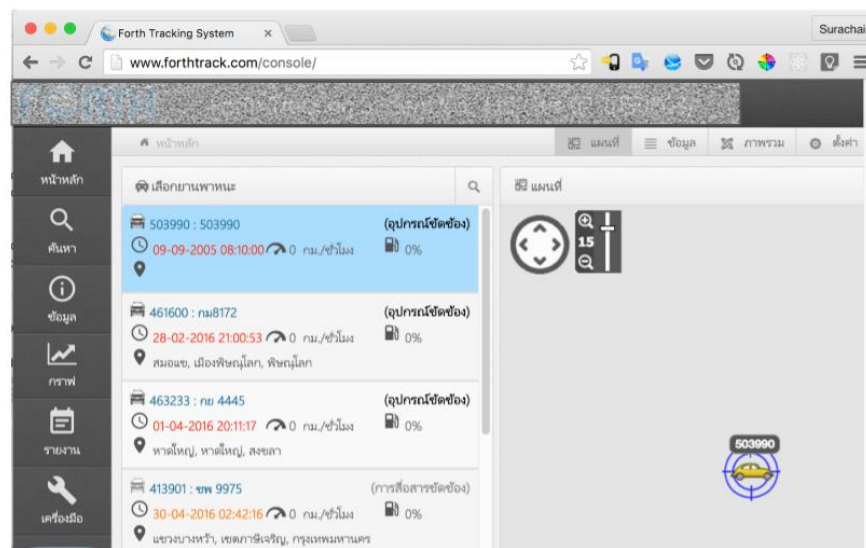 Forth Tracking System
Surachai
www.forthtrack.com/console/
FORTH
หน้าหลัก
แผนที่
ข้อมูล
ภาพรวม
ตั้งค่า
หน้าหลัก
ค้นหา
ข้อมูล
กราฟ
รายงาน
เครื่องมือ
เลือกยานพาหนะ
503990 : 503990 (อุปกรณ์ขัดข้อง)
09-09-2005 08:10:00 0 กม./ชั่วโมง 0%
461600 : กม8172 (อุปกรณ์ขัดข้อง)
28-02-2016 21:00:53 0 กม./ชั่วโมง 0%
สมอแข, เมืองพิษณุโลก, พิษณุโลก
463233 : กย 4445 (อุปกรณ์ขัดข้อง)
01-04-2016 20:11:17 0 กม./ชั่วโมง 0%
หาดใหญ่, หาดใหญ่, สงขลา
413901 : ชพ 9975 (การสื่อสารขัดข้อง)
30-04-2016 02:42:16 0 กม./ชั่วโมง 0%
แขวงบางหว้า, เขตภาษีเจริญ, กรุงเทพมหานคร
แผนที่
15
503990